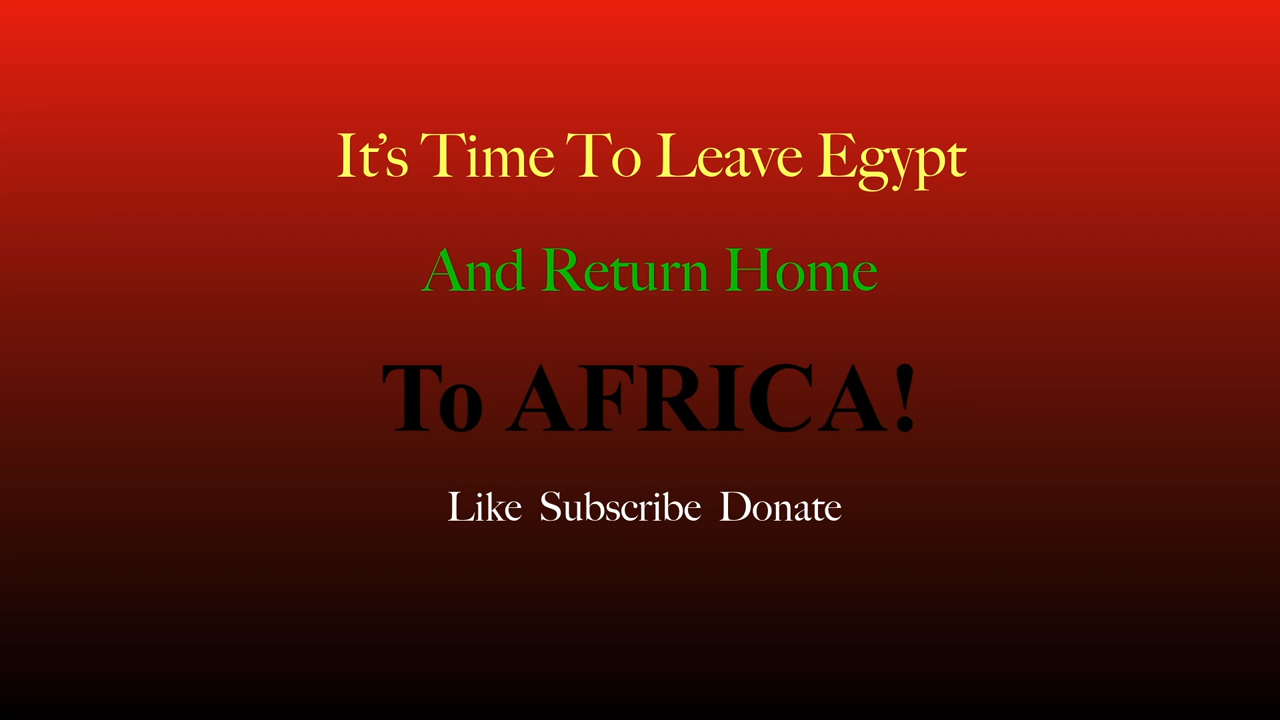 It’s Time To Leave Egypt
And Return Home
To AFRICA!
Like Subscribe Donate